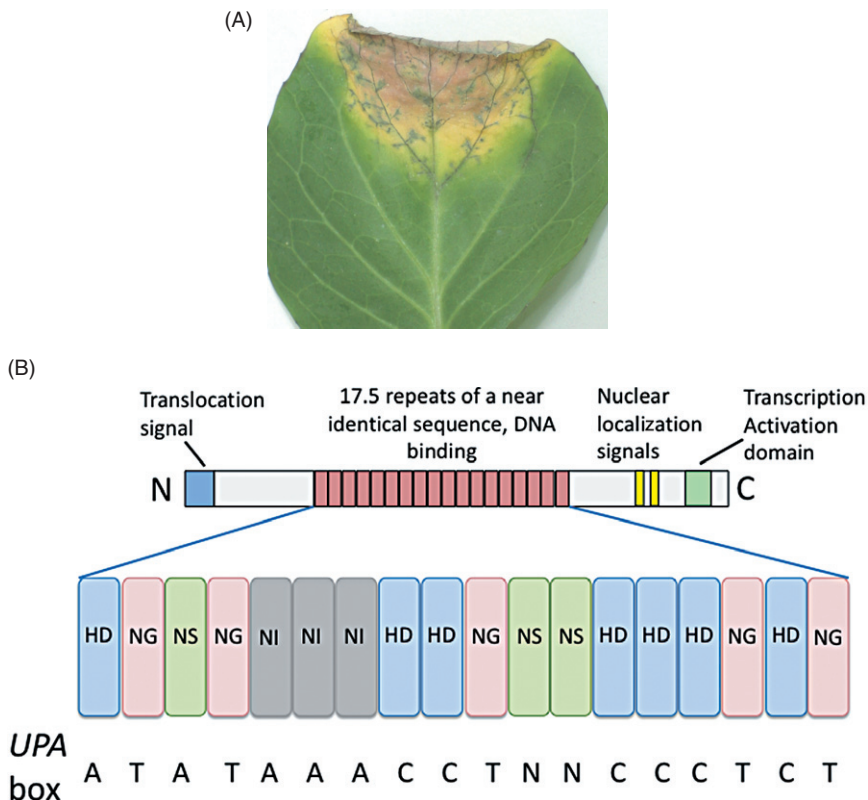 (A)
(B)
Translocation
signal
17.5 repeats of a near
identical sequence, DNA
binding
Nuclear
localization
signals
Transcription
Activation
domain
N
C
HD NG NS NG NI NI NI HD HD NG NS NS HD HD HD NG HD NG
UPA
box
A T A T A A A C C T N N C C C T C T